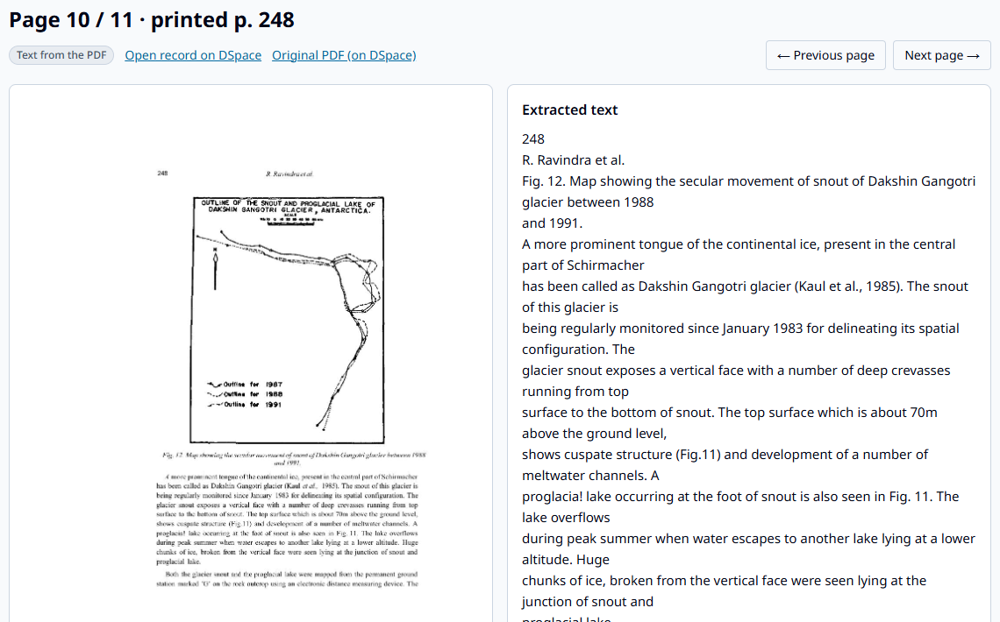 Page 10 / 11 · printed p. 248
Text from the PDF
Open record on DSpace
Original PDF (on DSpace)
← Previous page
Next page →
248
R. Ravindra et al.
OUTLINE OF THE SNOUT AND PROGLACIAL LAKE OF
DAKSHIN GANGOTRI GLACIER, ANTARCTICA.
SCALE
N
Outline for 1987
Outline for 1988
Outline for 1991
Fig. 12. Map showing the secular movement of snout of Dakshin Gangotri glacier between 1988
and 1991.
A more prominent tongue of the continental ice, present in the central part of Schirmacher
has been called as Dakshin Gangotri glacier (Kaul et al., 1985). The snout of this glacier is
being regularly monitored since January 1983 for delineating its spatial configuration. The
glacier snout exposes a vertical face with a number of deep crevasses running from top
surface to the bottom of snout. The top surface which is about 70m above the ground level,
shows cuspate structure (Fig.11) and development of a number of meltwater channels. A
proglacial lake occurring at the foot of snout is also seen in Fig. 11. The lake overflows
during peak summer when water escapes to another lake lying at a lower altitude. Huge
chunks of ice, broken from the vertical face were seen lying at the junction of snout and
proglacial lake.
Both the glacier snout and the proglacial lake were mapped from the permanent ground
station marked 'G' on the rock outcrop using an electronic distance measuring device. The
Extracted text
248
R. Ravindra et al.
Fig. 12. Map showing the secular movement of snout of Dakshin Gangotri
glacier between 1988
and 1991.
A more prominent tongue of the continental ice, present in the central
part of Schirmacher
has been called as Dakshin Gangotri glacier (Kaul et al., 1985). The snout
of this glacier is
being regularly monitored since January 1983 for delineating its spatial
configuration. The
glacier snout exposes a vertical face with a number of deep crevasses
running from top
surface to the bottom of snout. The top surface which is about 70m
above the ground level,
shows cuspate structure (Fig.11) and development of a number of
meltwater channels. A
proglacia! lake occurring at the foot of snout is also seen in Fig. 11. The
lake overflows
during peak summer when water escapes to another lake lying at a lower
altitude. Huge
chunks of ice, broken from the vertical face were seen lying at the
junction of snout and
proglacial lake.